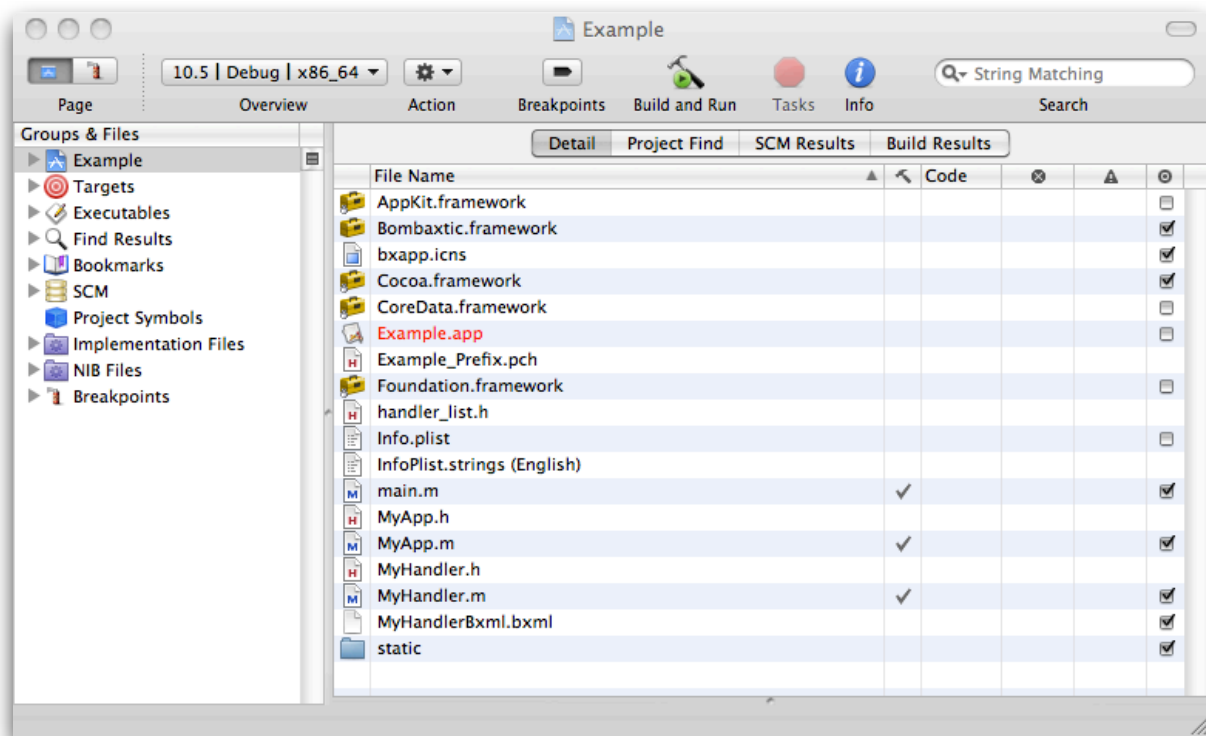 Example
10.5 | Debug | x86_64
String Matching
Page
Overview
Action
Breakpoints
Build and Run
Tasks
Info
Search
Groups & Files
Example
Targets
Executables
Find Results
Bookmarks
SCM
Project Symbols
Implementation Files
NIB Files
Breakpoints
Detail
Project Find
SCM Results
Build Results
File Name
Code
AppKit.framework
Bombaxtic.framework
bxapp.icns
Cocoa.framework
CoreData.framework
Example.app
Example_Prefix.pch
Foundation.framework
handler_list.h
Info.plist
InfoPlist.strings (English)
main.m
MyApp.h
MyApp.m
MyHandler.h
MyHandler.m
MyHandlerBxml.bxml
static